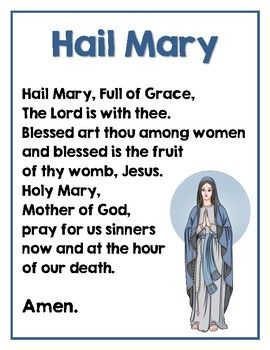 Hail Mary
Hail Mary, Full of Grace,
The Lord is with thee.
Blessed art thou among women
and blessed is the fruit
of thy womb, Jesus.
Holy Mary,
Mother of God,
pray for us sinners
now and at the hour
of our death.
Amen.